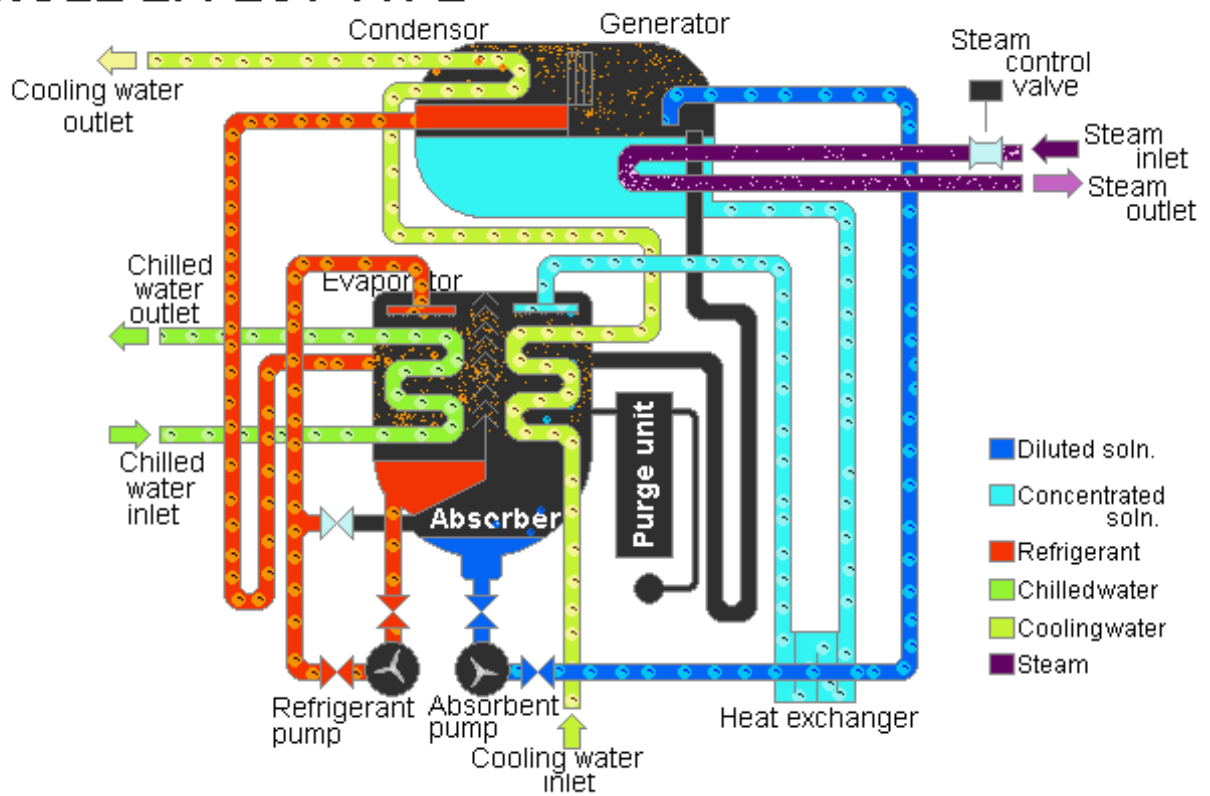 Condensor
Generator
Steam
control
valve
Cooling water
outlet
Steam
inlet
Steam
outlet
Chilled
water
outlet
Evaporator
Chilled
water
inlet
Absorber
Purge unit
Diluted soln.
Concentrated
soln.
Refrigerant
Chilledwater
Coolingwater
Steam
Refrigerant
pump
Absorbent
pump
Heat exchanger
Cooling water
inlet